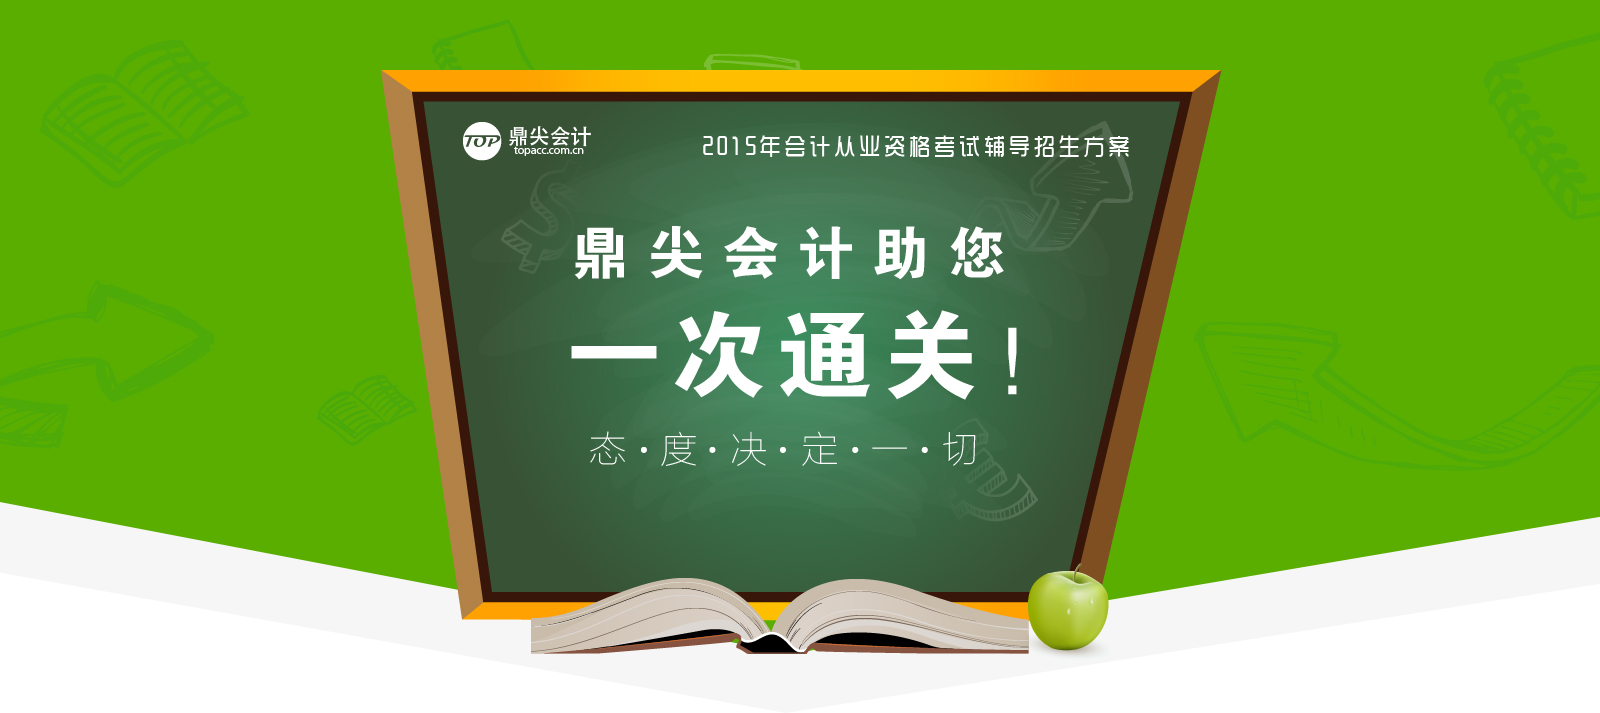 TOP 鼎尖会计
topacc.com.cn
2015年会计从业资格考试辅导招生方案
鼎尖会计助您
一次通关！
态·度·决·定·一·切